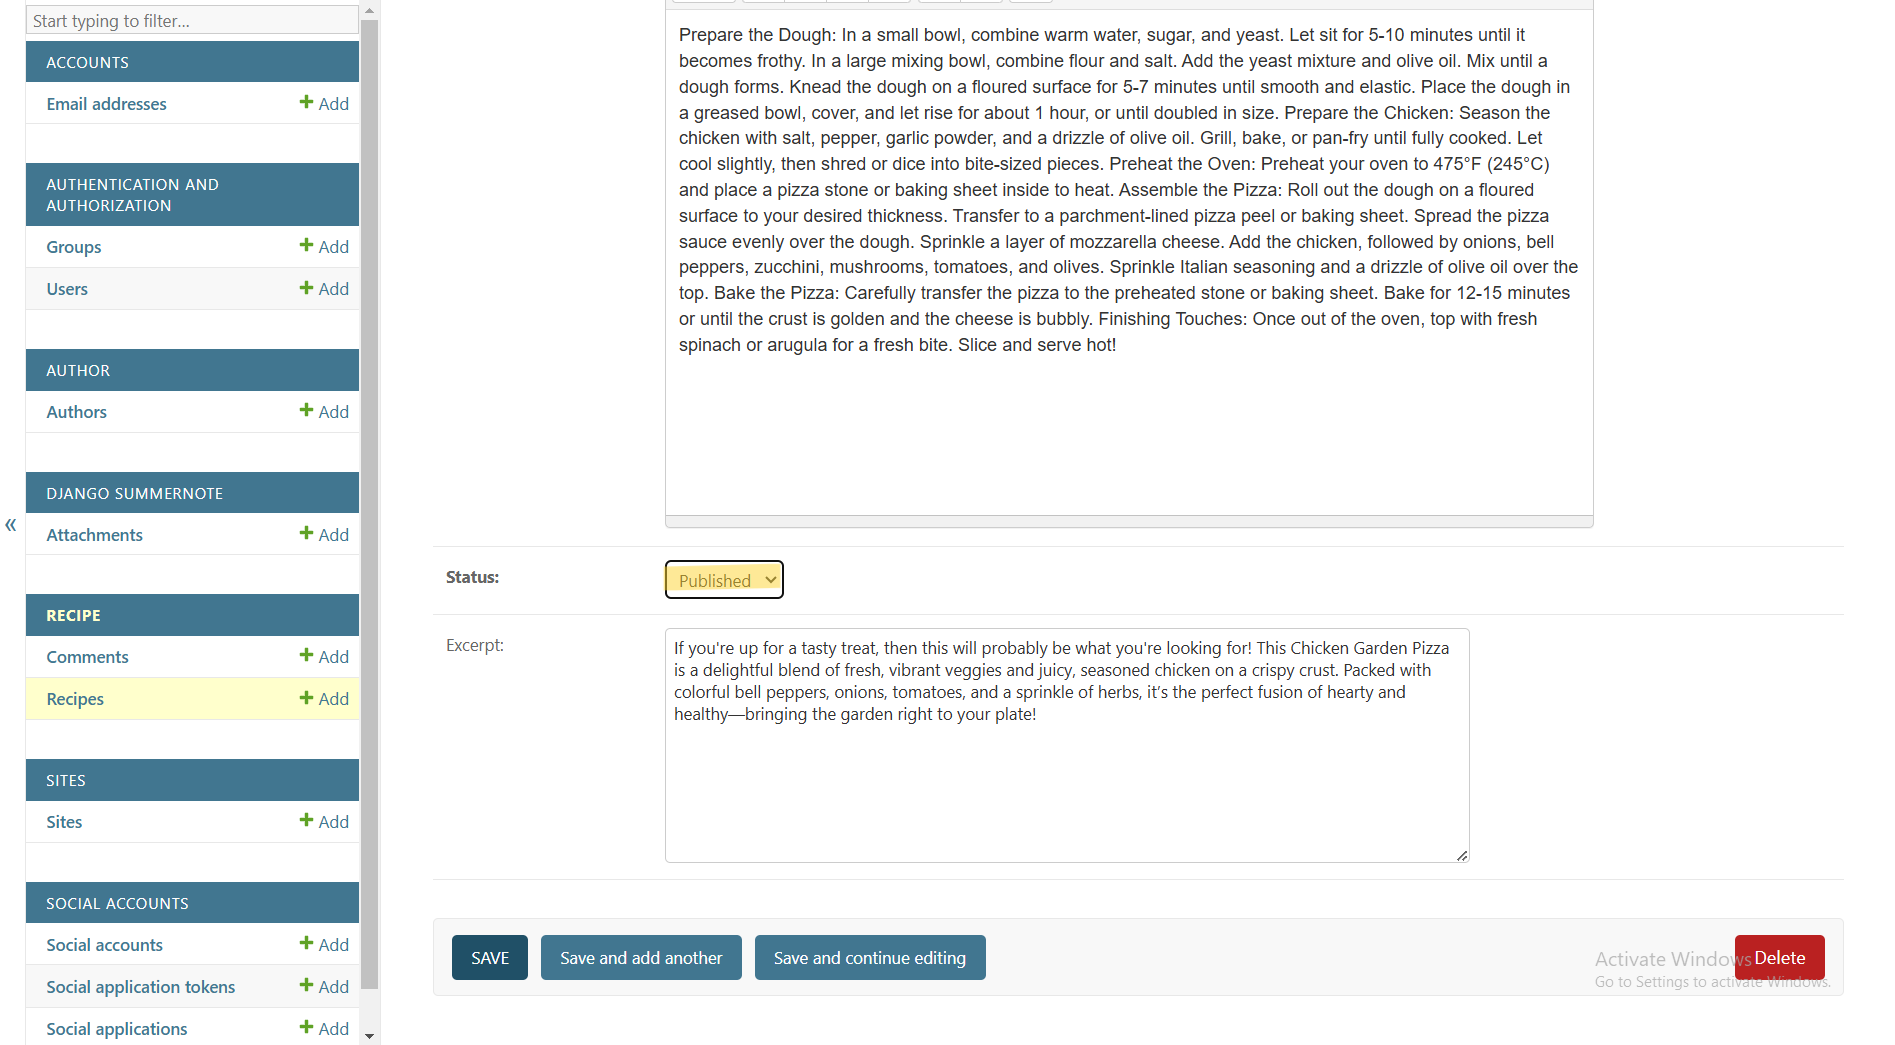 Start typing to filter...
ACCOUNTS
Email addresses
Add
AUTHENTICATION AND
AUTHORIZATION
Groups
Add
Users
Add
AUTHOR
Authors
Add
DJANGO SUMMERNOTE
Attachments
Add
RECIPE
Comments
Add
Recipes
Add
SITES
Sites
Add
SOCIAL ACCOUNTS
Social accounts
Add
Social application tokens
Add
Social applications
Add
«
Prepare the Dough: In a small bowl, combine warm water, sugar, and yeast. Let sit for 5-10 minutes until it
becomes frothy. In a large mixing bowl, combine flour and salt. Add the yeast mixture and olive oil. Mix until a
dough forms. Knead the dough on a floured surface for 5-7 minutes until smooth and elastic. Place the dough in
a greased bowl, cover, and let rise for about 1 hour, or until doubled in size. Prepare the Chicken: Season the
chicken with salt, pepper, garlic powder, and a drizzle of olive oil. Grill, bake, or pan-fry until fully cooked. Let
cool slightly, then shred or dice into bite-sized pieces. Preheat the Oven: Preheat your oven to 475°F (245°C)
and place a pizza stone or baking sheet inside to heat. Assemble the Pizza: Roll out the dough on a floured
surface to your desired thickness. Transfer to a parchment-lined pizza peel or baking sheet. Spread the pizza
sauce evenly over the dough. Sprinkle a layer of mozzarella cheese. Add the chicken, followed by onions, bell
peppers, zucchini, mushrooms, tomatoes, and olives. Sprinkle Italian seasoning and a drizzle of olive oil over the
top. Bake the Pizza: Carefully transfer the pizza to the preheated stone or baking sheet. Bake for 12-15 minutes
or until the crust is golden and the cheese is bubbly. Finishing Touches: Once out of the oven, top with fresh
spinach or arugula for a fresh bite. Slice and serve hot!
Status:
Published
Excerpt:
If you're up for a tasty treat, then this will probably be what you're looking for! This Chicken Garden Pizza
is a delightful blend of fresh, vibrant veggies and juicy, seasoned chicken on a crispy crust. Packed with
colorful bell peppers, onions, tomatoes, and a sprinkle of herbs, it’s the perfect fusion of hearty and
healthy—bringing the garden right to your plate!
SAVE
Save and add another
Save and continue editing
Delete
Activate Windows
Go to Settings to activate Windows.